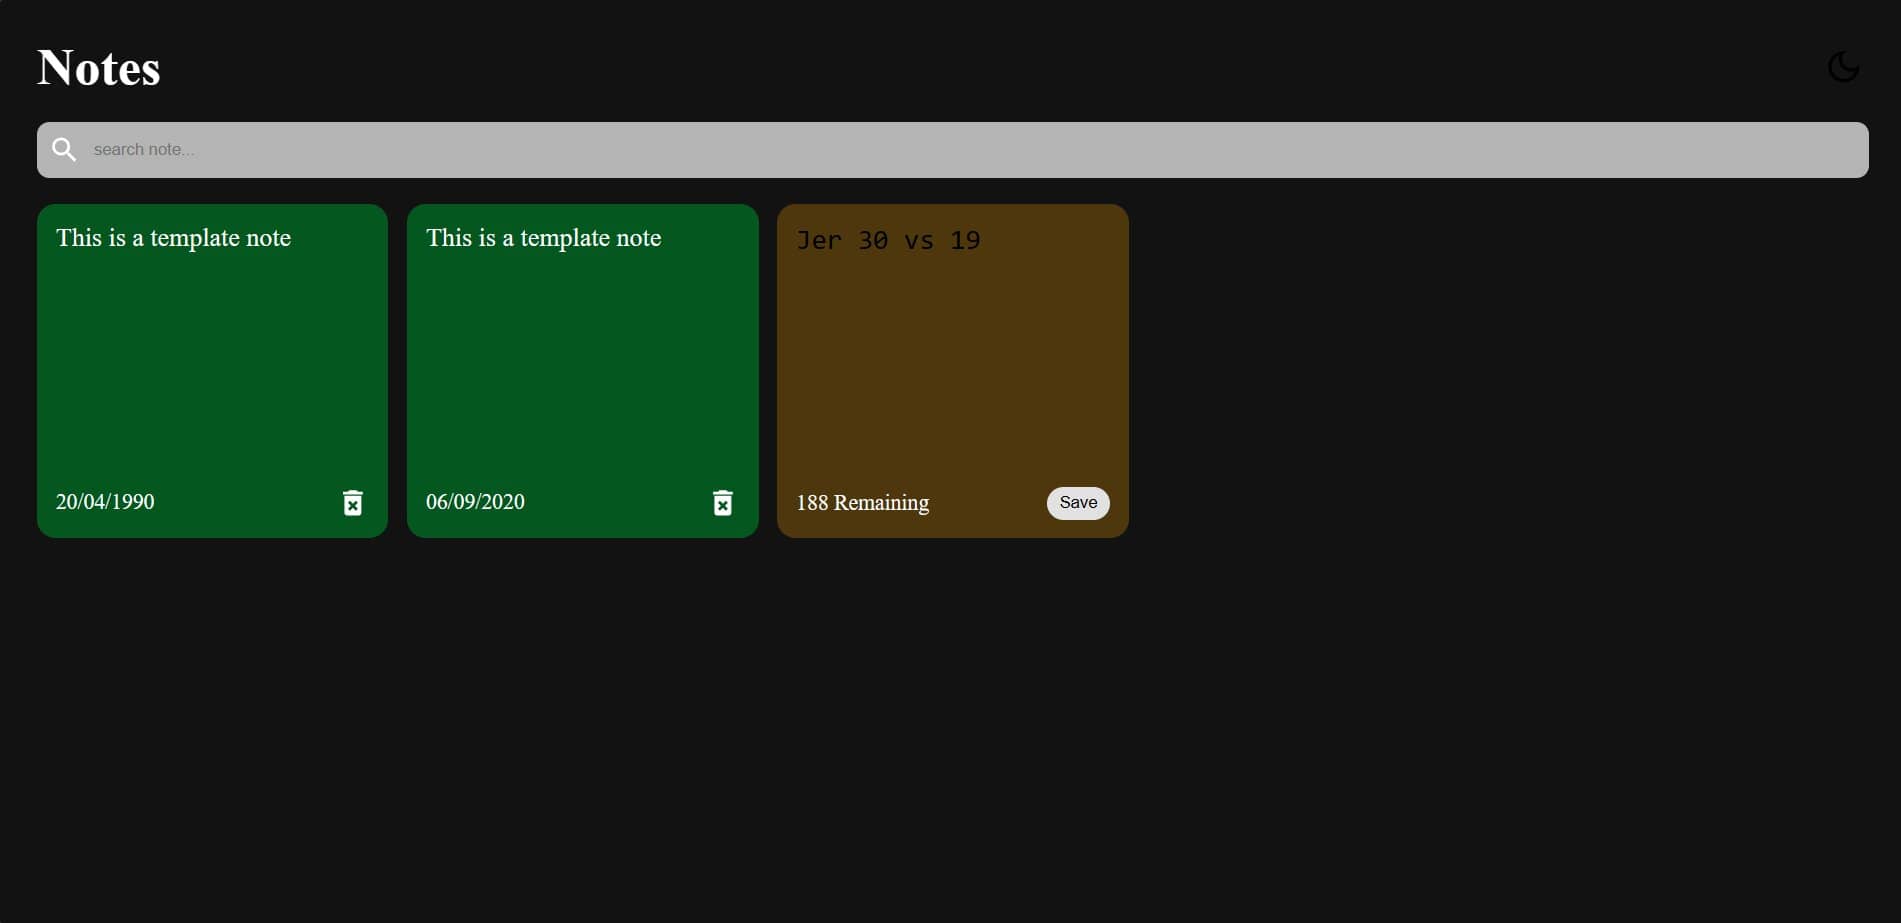 Notes
search note...
This is a template note
This is a template note
Jer 30 vs 19
20/04/1990
06/09/2020
188 Remaining
Save